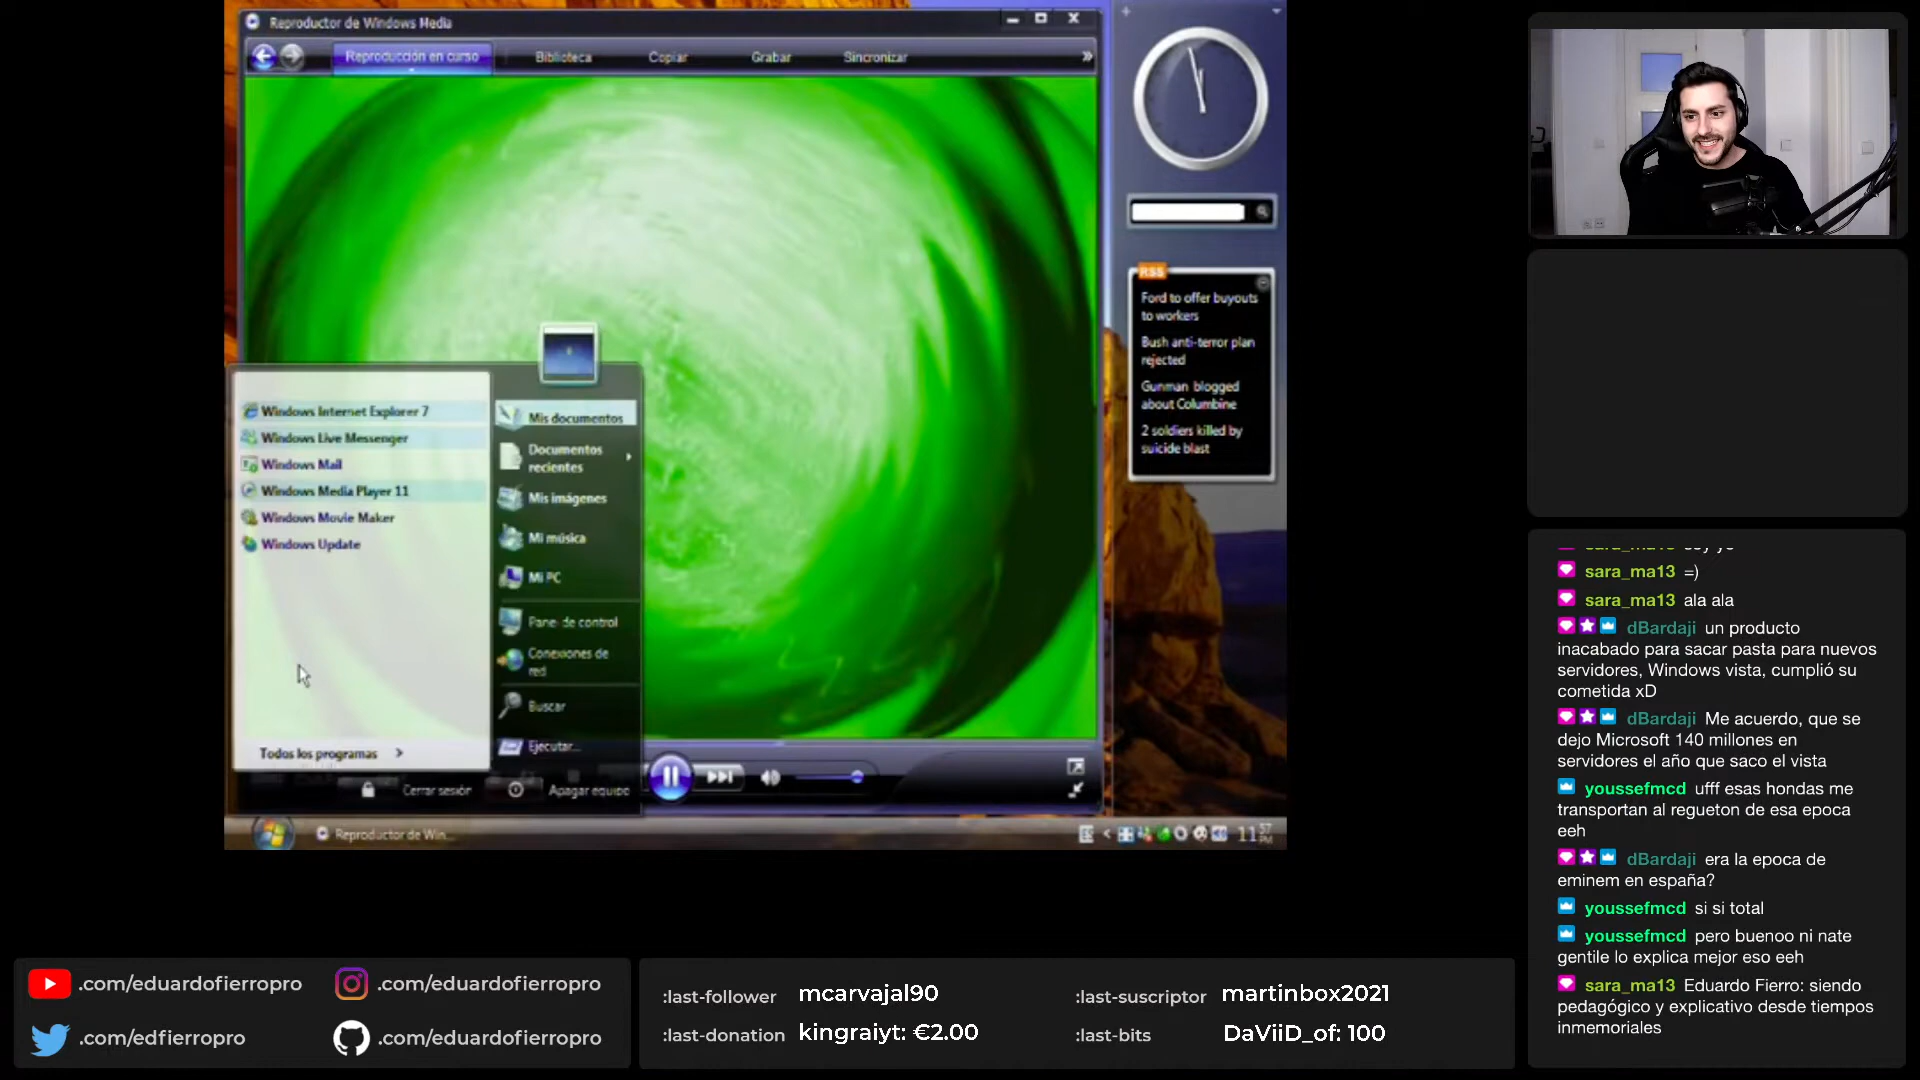 Reproductor de Windows Media
Reproducción en curso
Biblioteca
Copiar
Grabar
Sincronizar
RSS
Ford to offer buyouts
to workers
Bush anti-terror plan
rejected
Gunman blogged
about Columbine
2 soldiers killed by
suicide blast
Windows Internet Explorer 7
Windows Live Messenger
Windows Mail
Windows Media Player 11
Windows Movie Maker
Windows Update
Todos los programas
Mis documentos
Documentos
recientes
Mis imágenes
Mi música
Mi PC
Panel de control
Conexiones de
red
Buscar
Ejecutar...
Cerrar sesión
Apagar equipo
Reproductor de Win...
ES
11:57
PM
sara_ma13 =)
sara_ma13 ala ala
dBardaji un producto
inacabado para sacar pasta para nuevos
servidores, Windows vista, cumplió su
cometida xD
dBardaji Me acuerdo, que se
dejo Microsoft 140 millones en
servidores el año que saco el vista
youssefmcd ufff esas hondas me
transportan al regueton de esa epoca
eeh
dBardaji era la epoca de
eminem en españa?
youssefmcd si si total
youssefmcd pero buenoo ni nate
gentile lo explica mejor eso eeh
sara_ma13 Eduardo Fierro: siendo
pedagógico y explicativo desde tiempos
inmemoriales
.com/eduardofierropro
.com/eduardofierropro
.com/edfierropro
.com/eduardofierropro
:last-follower mcarvajal90
:last-suscriptor martinbox2021
:last-donation kingraiyt: €2.00
:last-bits DaViiD_of: 100